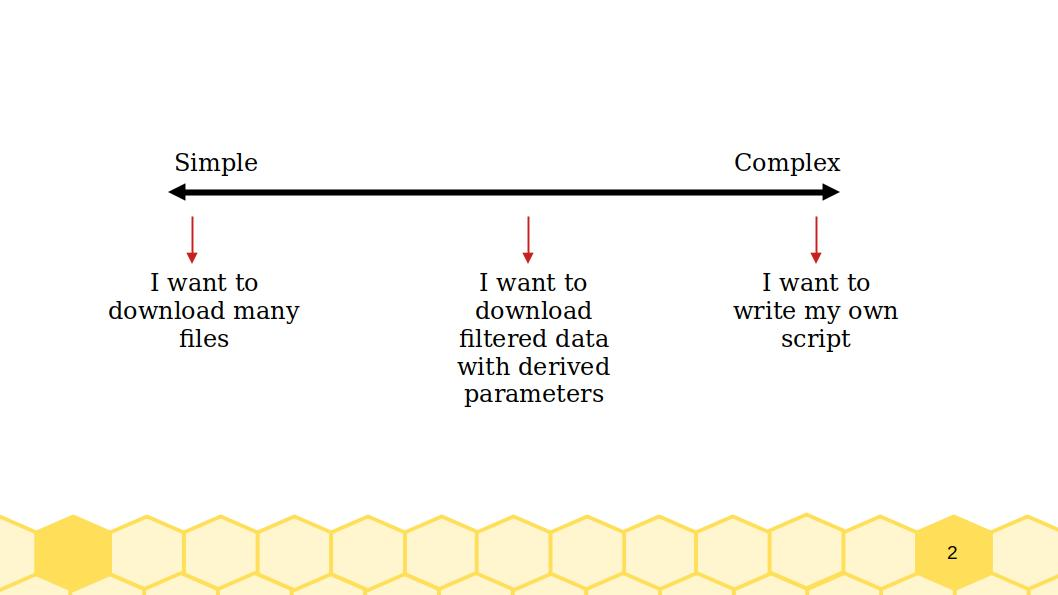 Simple
Complex
I want to
download many
files
I want to
download
filtered data
with derived
parameters
I want to
write my own
script
2